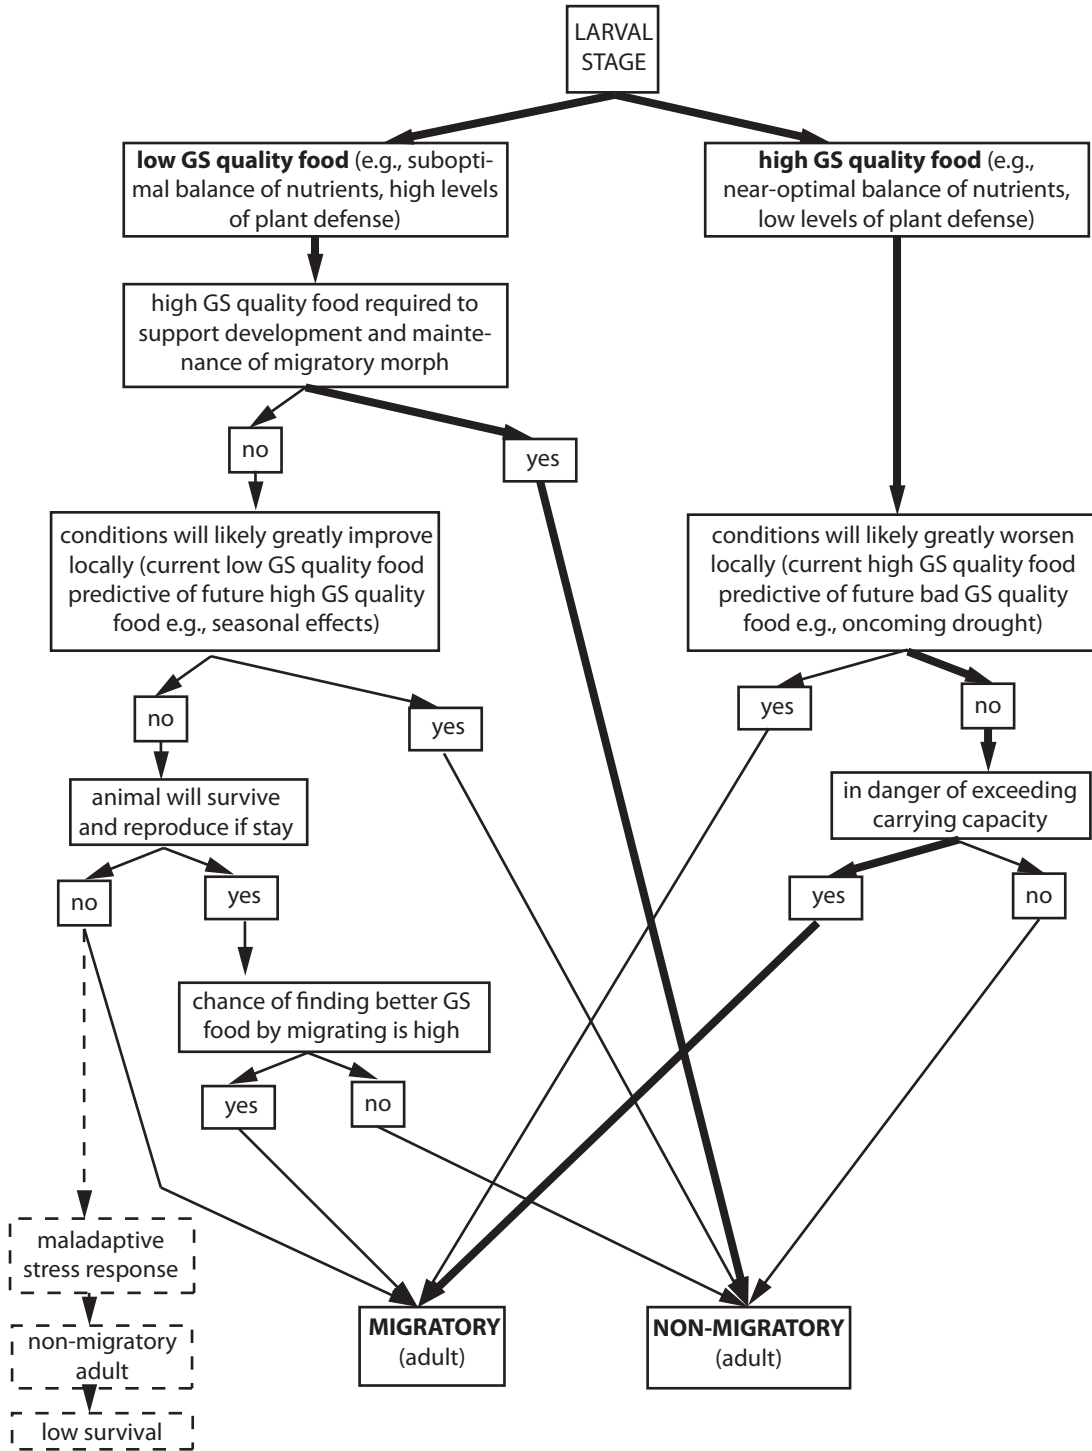 LARVAL
STAGE
low GS quality food (e.g., subopti-
mal balance of nutrients, high levels
of plant defense)
high GS quality food (e.g.,
near-optimal balance of nutrients,
low levels of plant defense)
high GS quality food required to
support development and mainte-
nance of migratory morph
no
yes
conditions will likely greatly improve
locally (current low GS quality food
predictive of future high GS quality
food e.g., seasonal effects)
conditions will likely greatly worsen
locally (current high GS quality food
predictive of future bad GS quality
food e.g., oncoming drought)
no
yes
yes
no
animal will survive
and reproduce if stay
in danger of exceeding
carrying capacity
no
yes
yes
no
chance of finding better GS
food by migrating is high
yes
no
maladaptive
stress response
non-migratory
adult
low survival
MIGRATORY
(adult)
NON-MIGRATORY
(adult)